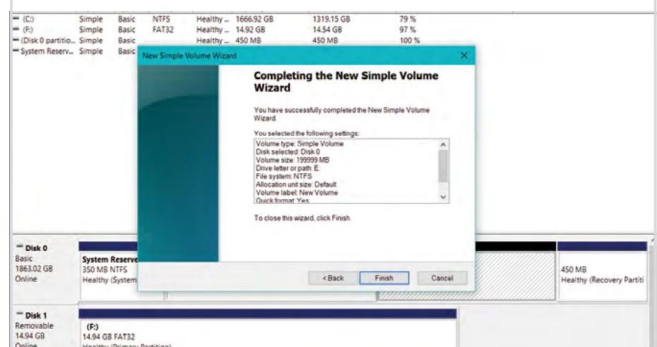 (C:) Simple Basic NTFS Healthy ... 1666.92 GB 1319.15 GB 79 %
(F:) Simple Basic FAT32 Healthy ... 14.92 GB 14.54 GB 97 %
(Disk 0 partitio... Simple Basic Healthy ... 450 MB 450 MB 100 %
System Reserv... Simple Basic
New Simple Volume Wizard
Completing the New Simple Volume
Wizard
You have successfully completed the New Simple Volume
Wizard.
You selected the following settings:
Volume type: Simple Volume
Disk selected: Disk 0
Volume size: 199999 MB
Drive letter or path: E:
File system: NTFS
Allocation unit size: Default
Volume label: New Volume
Quick format: Yes
To close this wizard, click Finish.
< Back Finish Cancel
Disk 0
Basic
1863.02 GB
Online
System Reserve
350 MB NTFS
Healthy (System
450 MB
Healthy (Recovery Partiti
Disk 1
Removable
14.94 GB
Online
(F:)
14.94 GB FAT32
Healthy (Primary Partition)